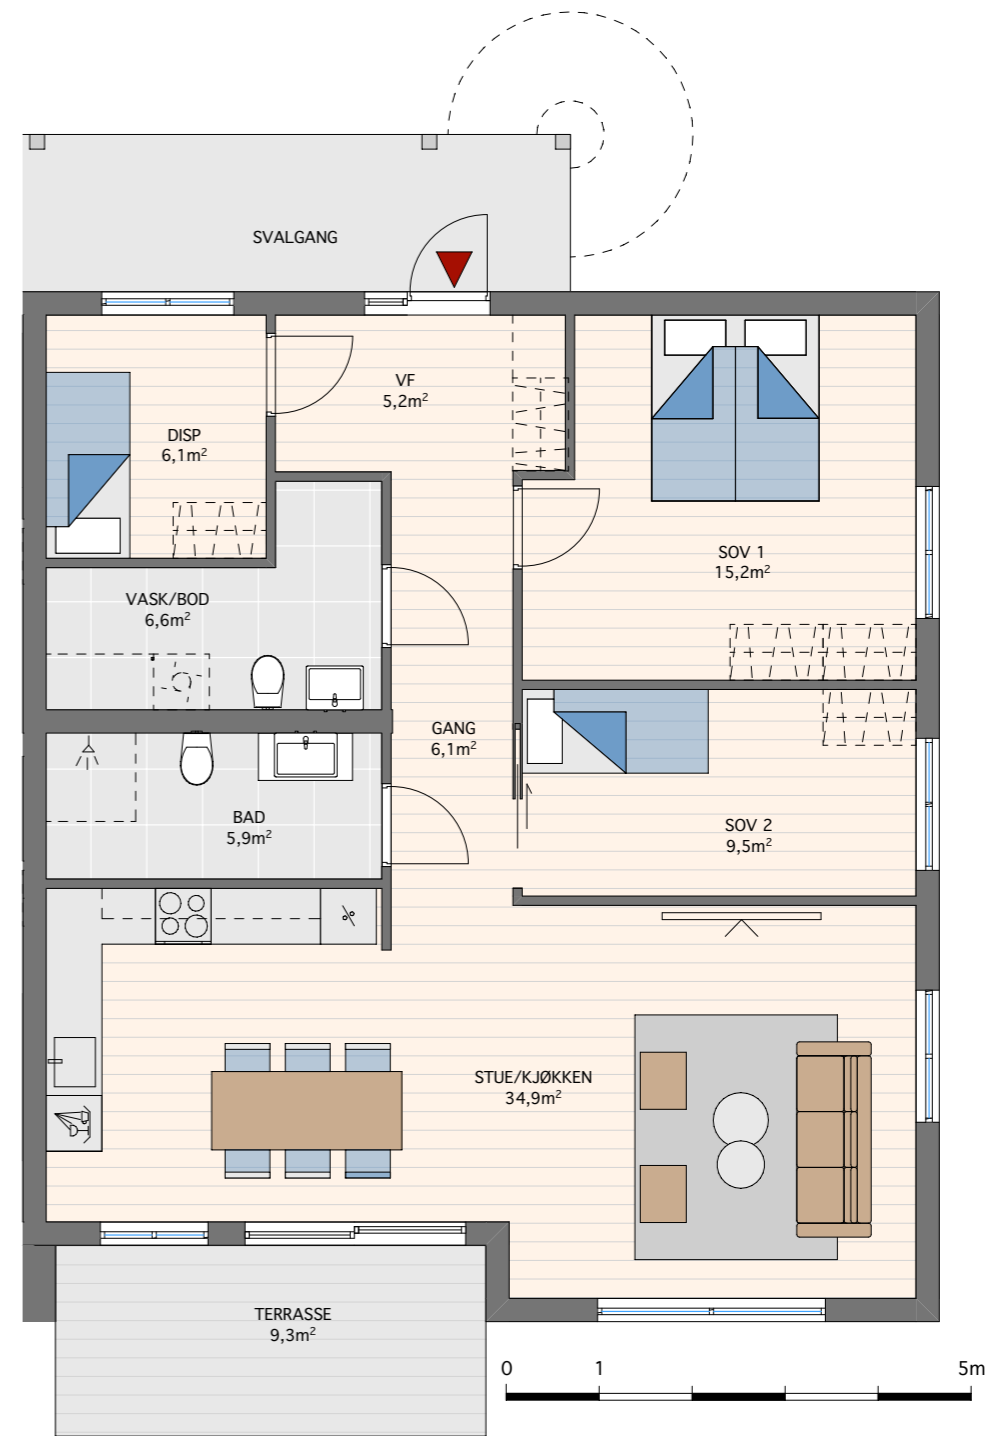 SVALGANG
VF
5,2m²
DISP
6,1m²
SOV 1
15,2m²
VASK/BOD
6,6m²
GANG
6,1m²
BAD
5,9m²
SOV 2
9,5m²
STUE/KJØKKEN
34,9m²
TERRASSE
9,3m²
0 1 5m